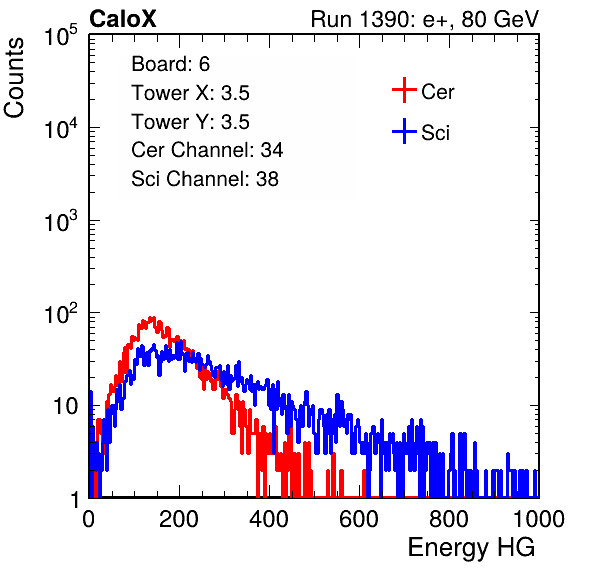 CaloX Run 1390: e+, 80 GeV
Counts
10^5
10^4
10^3
10^2
10
1
Board: 6
Tower X: 3.5
Tower Y: 3.5
Cer Channel: 34
Sci Channel: 38
Cer
Sci
0 200 400 600 800 1000
Energy HG